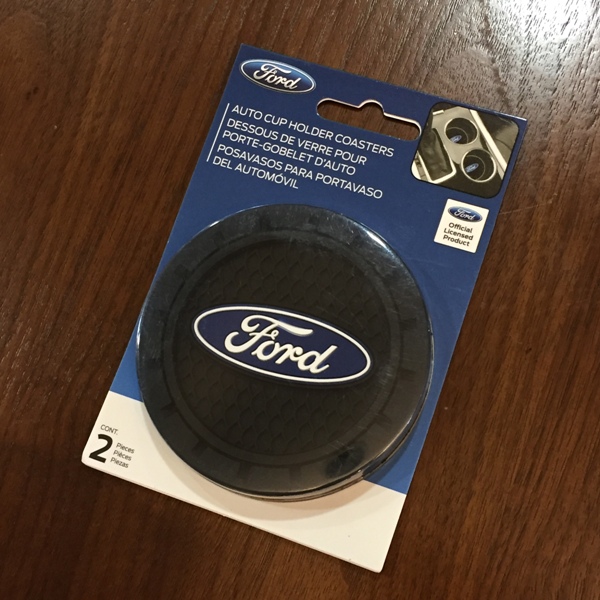 Ford
AUTO CUP HOLDER COASTERS
DESSOUS DE VERRE POUR
PORTE-GOBELET D'AUTO
POSAVASOS PARA PORTAVASO
DEL AUTOMÓVIL
Ford
Official
Licensed
Product
Ford
CONT.
2
Pieces
Pièces
Piezas